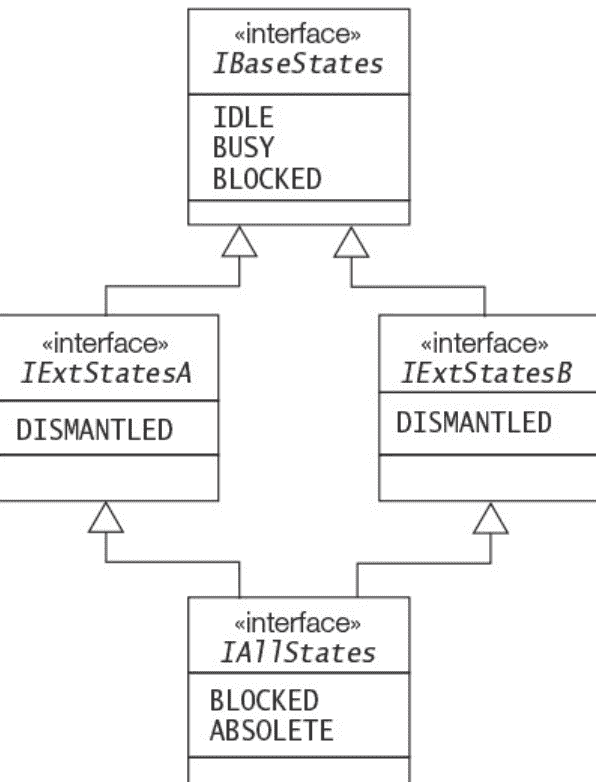 «interface»
IBaseStates
IDLE
BUSY
BLOCKED
«interface»
IExtStatesA
DISMANTLED
«interface»
IExtStatesB
DISMANTLED
«interface»
IAllStates
BLOCKED
ABSOLETE